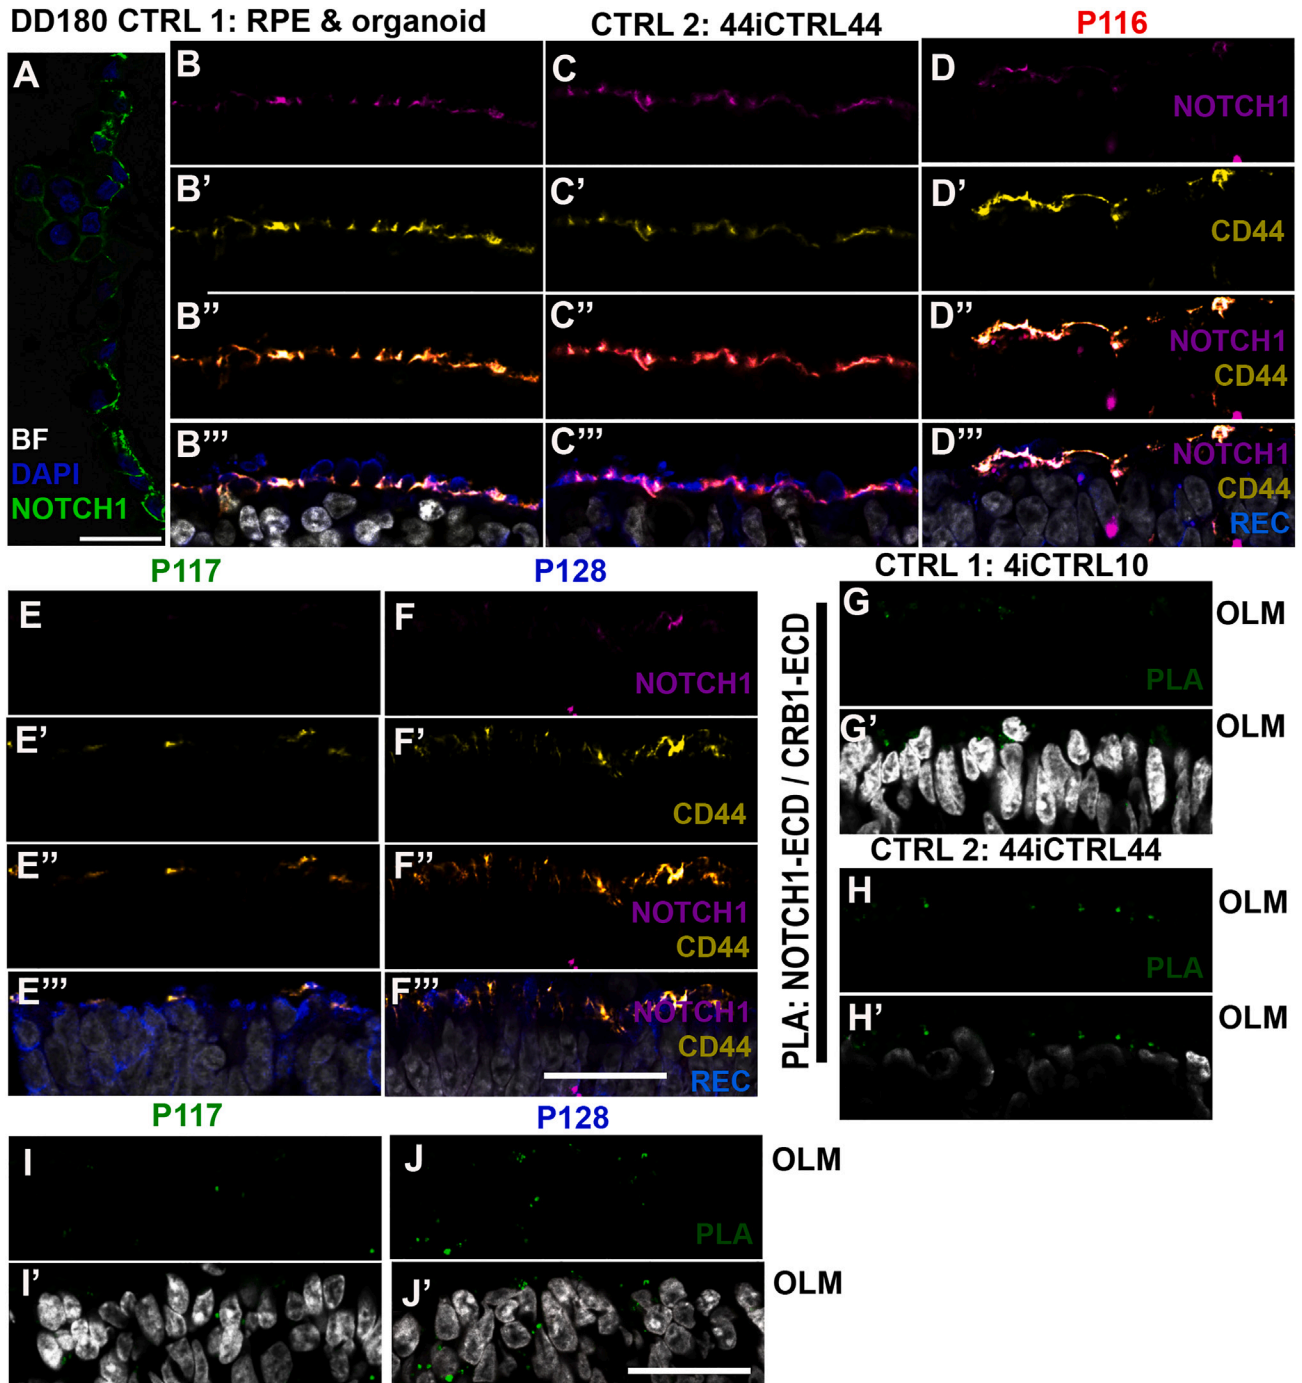 DD180 CTRL 1: RPE & organoid
CTRL 2: 44iCTRL44
P116
A
B
C
D
NOTCH1
B’
C’
D’
CD44
B’’
C’’
D’’
NOTCH1
CD44
BF
DAPI
NOTCH1
B’’’
C’’’
D’’’
NOTCH1
CD44
REC
P117
P128
CTRL 1: 4iCTRL10
E
F
NOTCH1
PLA: NOTCH1-ECD / CRB1-ECD
G
OLM
PLA
E’
F’
CD44
G’
OLM
CTRL 2: 44iCTRL44
E’’
F’’
NOTCH1
CD44
H
OLM
PLA
E’’’
F’’’
NOTCH1
CD44
REC
H’
OLM
P117
P128
I
J
OLM
PLA
I’
J’
OLM